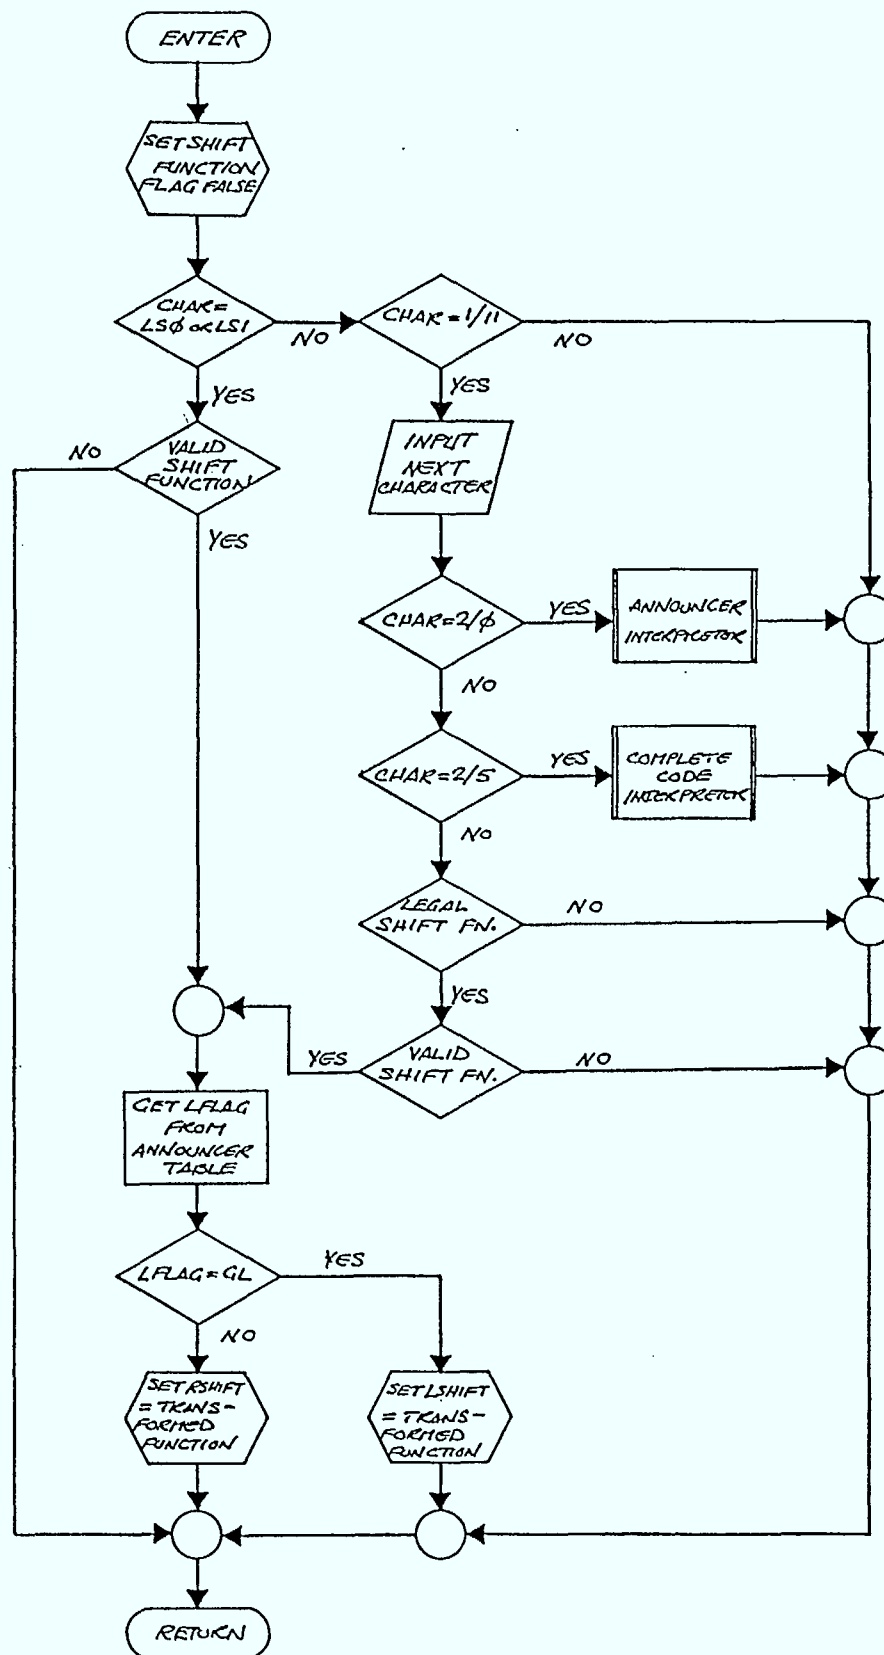 ENTER
SET SHIFT
FUNCTION
FLAG FALSE
CHAR=
LSØ OR LS1
NO
CHAR = 1/11
NO
YES
YES
VALID
SHIFT
FUNCTION
NO
YES
INPUT
NEXT
CHARACTER
CHAR=2/Ø
YES
ANNOUNCER
INTERPRETOR
NO
CHAR=2/5
YES
COMPLETE
CODE
INTERPRETOR
NO
LEGAL
SHIFT FN.
NO
YES
VALID
SHIFT FN.
YES
NO
GET LFLAG
FROM
ANNOUNCER
TABLE
LFLAG=GL
YES
NO
SET RSHIFT
= TRANS-
FORMED
FUNCTION
SET LSHIFT
= TRANS-
FORMED
FUNCTION
RETURN